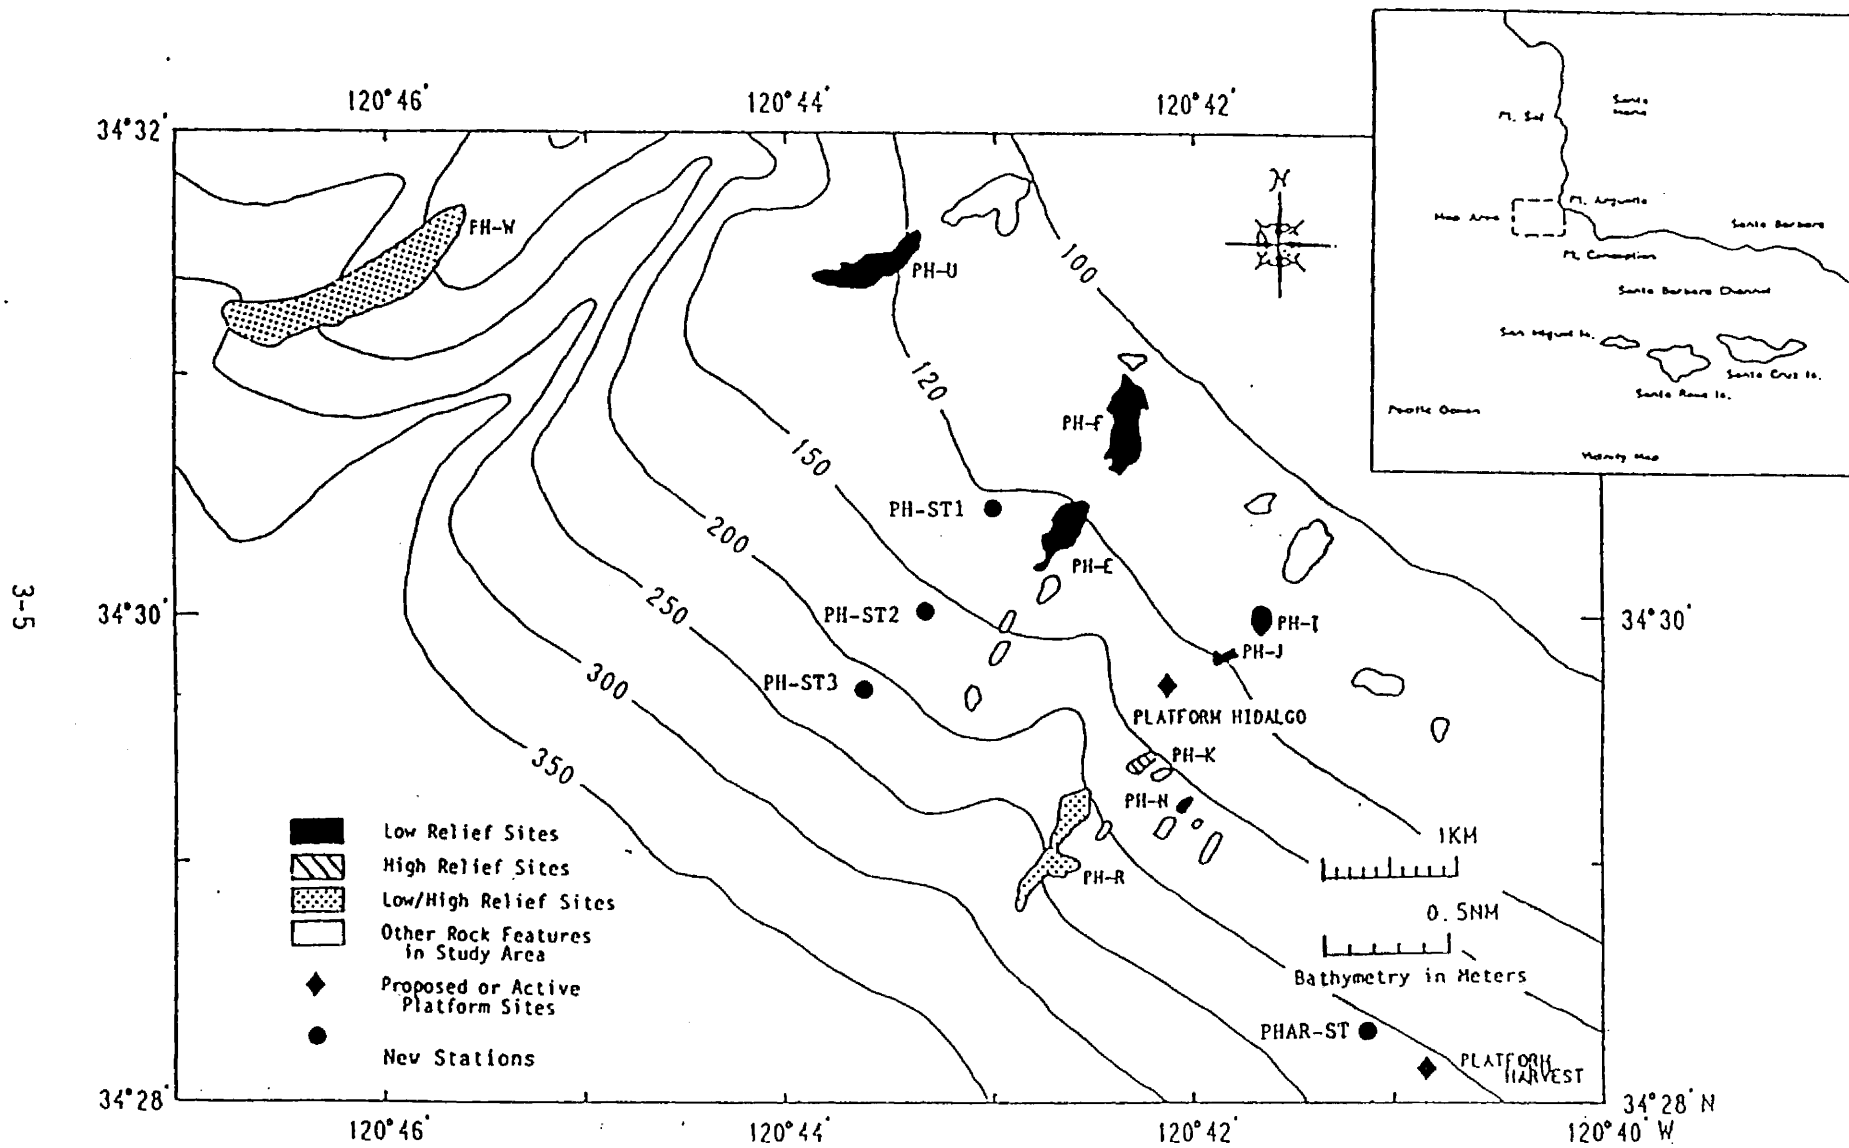 120°46'
120°44'
120°42'
34°32'
Santa
Maria
Pt. Sal
Map Area
Pt. Arguello
Santa Barbara
Pt. Conception
Santa Barbara Channel
San Miguel Is.
Santa Cruz Is.
Santa Rosa Is.
Pacific Ocean
Vicinity Map
N
PH-W
PH-U
100
120
PH-F
150
PH-ST1
200
PH-E
250
PH-ST2
34°30'
34°30'
PH-I
PH-J
3-5
300
PH-ST3
PLATFORM HIDALGO
350
PH-K
PH-N
PH-R
Low Relief Sites
High Relief Sites
Low/High Relief Sites
Other Rock Features
in Study Area
Proposed or Active
Platform Sites
New Stations
1KM
0.5NM
Bathymetry in Meters
PHAR-ST
PLATFORM
HARVEST
34°28'
34°28' N
120°46'
120°44'
120°42'
120°40' W